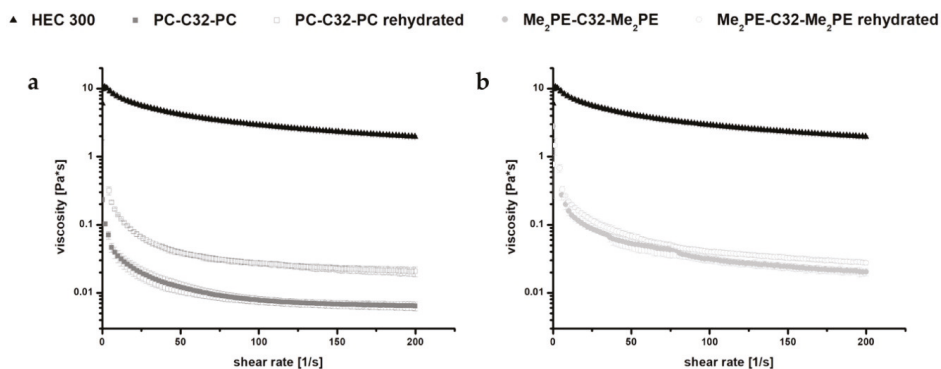 HEC 300 PC-C32-PC PC-C32-PC rehydrated Me₂PE-C32-Me₂PE Me₂PE-C32-Me₂PE rehydrated
a
10
1
0.1
0.01
viscosity [Pa*s]
0 50 100 150 200
shear rate [1/s]
b
10
1
0.1
0.01
viscosity [Pa*s]
0 50 100 150 200
shear rate [1/s]